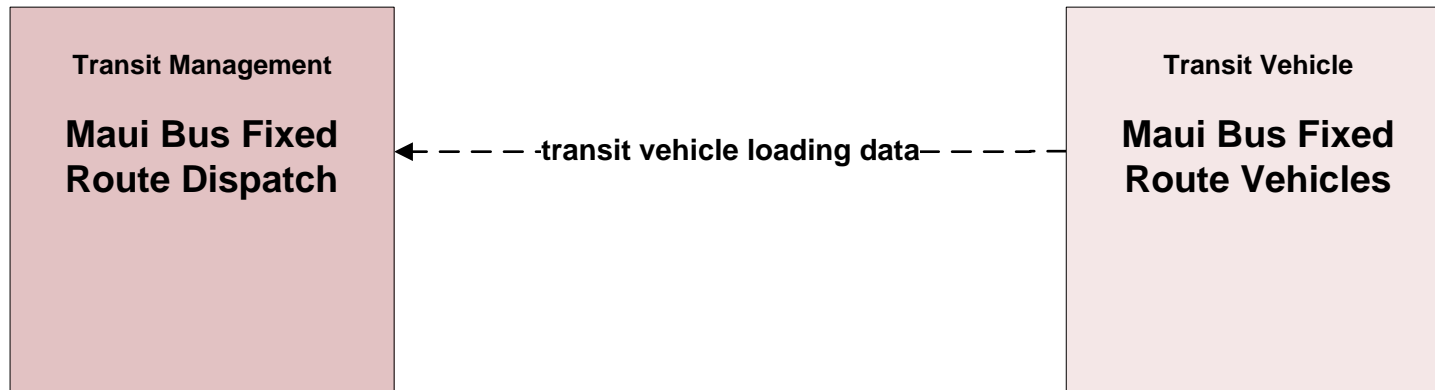 Transit Management
Maui Bus Fixed
Route Dispatch
transit vehicle loading data
Transit Vehicle
Maui Bus Fixed
Route Vehicles